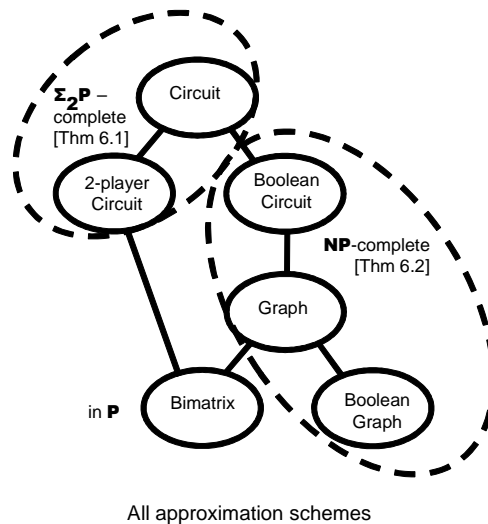 Σ₂P –
complete
[Thm 6.1]
Circuit
2-player
Circuit
Boolean
Circuit
NP-complete
[Thm 6.2]
Graph
in P
Bimatrix
Boolean
Graph
All approximation schemes